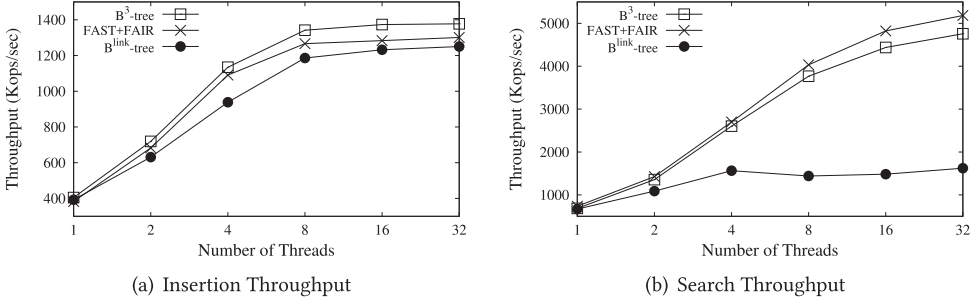 B³-tree
FAST+FAIR
B^link-tree
1400
1200
1000
800
600
400
1 2 4 8 16 32
Throughput (Kops/sec)
Number of Threads
(a) Insertion Throughput
B³-tree
FAST+FAIR
B^link-tree
5000
4000
3000
2000
1000
1 2 4 8 16 32
Throughput (Kops/sec)
Number of Threads
(b) Search Throughput